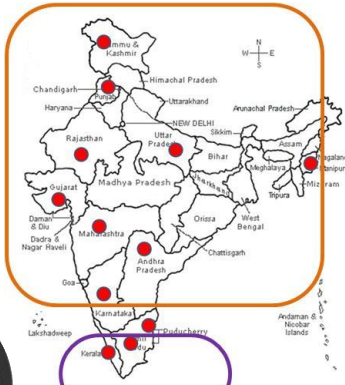 mmu &
Kashmir
N
W E
S
Himachal Pradesh
Chandigarh
Punjab
Haryana
Uttarakhand
Arunachal Pradesh
NEW DELHI
Sikkim
Rajasthan
Uttar
Pradesh
Assam
Bihar
Meghalaya
Nagaland
Manipur
Mizoram
Tripura
Gujarat
Madhya Pradesh
Jharkhand
West
Bengal
Orissa
Daman
& Diu
Dadra &
Nagar Haveli
Maharashtra
Chattisgarh
Andhra
Pradesh
Goa
Karnataka
Andaman &
Nicobar
Islands
Lakshadweep
Puducherry
Kerala